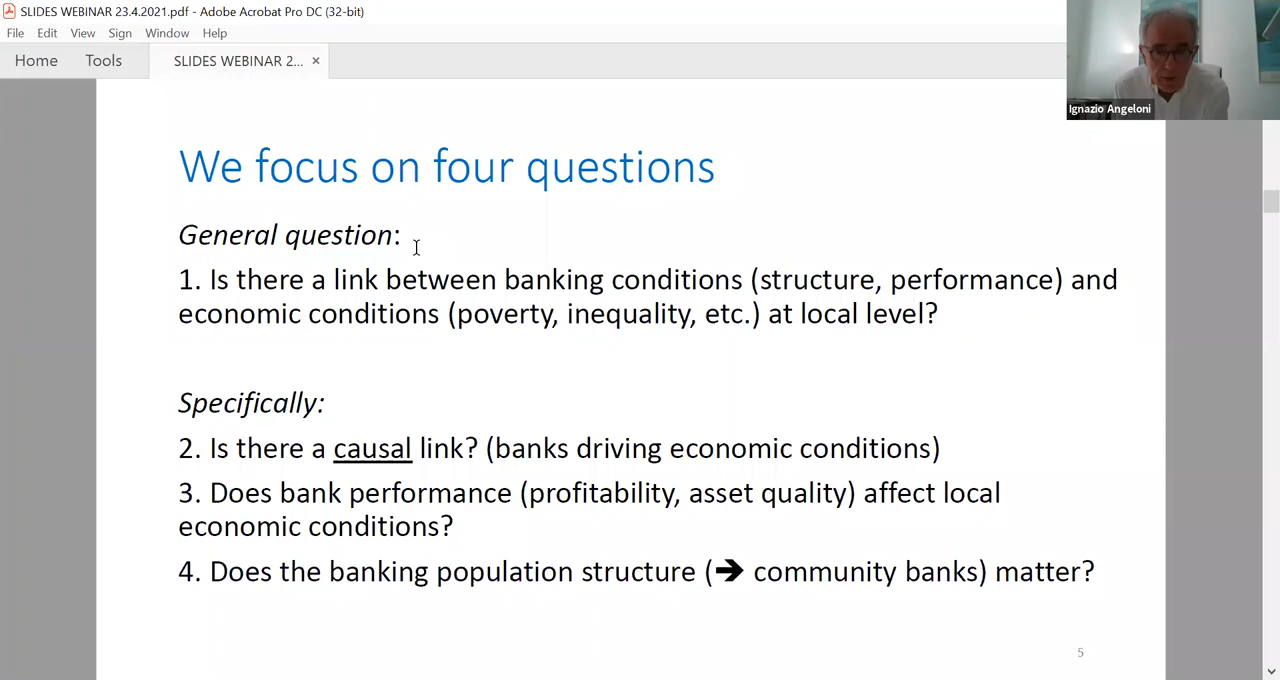 SLIDES WEBINAR 23.4.2021.pdf - Adobe Acrobat Pro DC (32-bit)
File Edit View Sign Window Help
Home Tools SLIDES WEBINAR 2... ×
Ignazio Angeloni
We focus on four questions
General question:
1. Is there a link between banking conditions (structure, performance) and
economic conditions (poverty, inequality, etc.) at local level?
Specifically:
2. Is there a causal link? (banks driving economic conditions)
3. Does bank performance (profitability, asset quality) affect local
economic conditions?
4. Does the banking population structure (➔ community banks) matter?
5